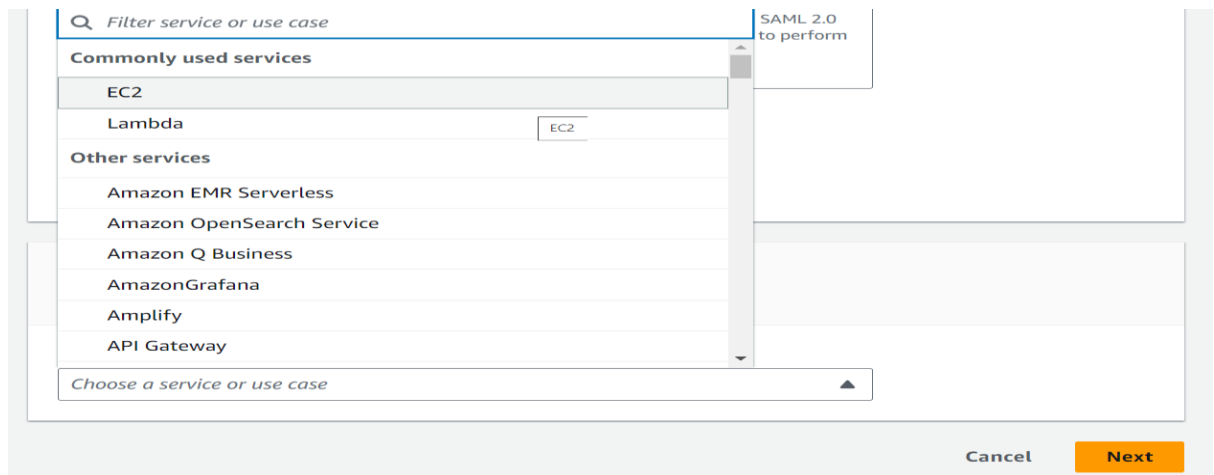 Filter service or use case
SAML 2.0
to perform
Commonly used services
EC2
Lambda
EC2
Other services
Amazon EMR Serverless
Amazon OpenSearch Service
Amazon Q Business
AmazonGrafana
Amplify
API Gateway
Choose a service or use case
Cancel
Next